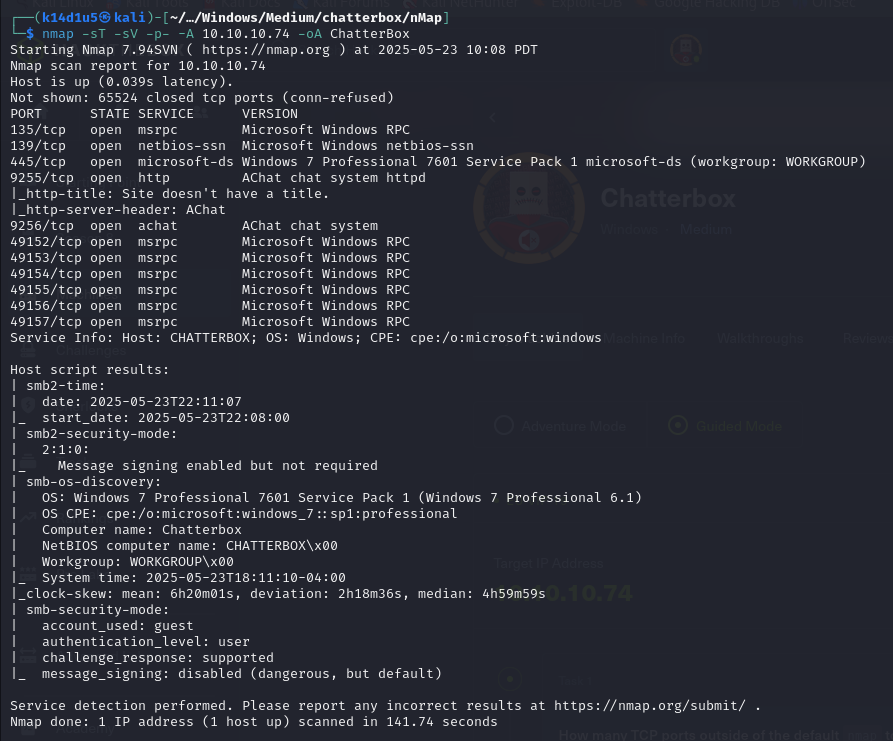 ┌──(k14d1u5㉿kali)-[~/…/Windows/Medium/chatterbox/nMap]
└─$ nmap -sT -sV -p- -A 10.10.10.74 -oA ChatterBox
Starting Nmap 7.94SVN ( https://nmap.org ) at 2025-05-23 10:08 PDT
Nmap scan report for 10.10.10.74
Host is up (0.039s latency).
Not shown: 65524 closed tcp ports (conn-refused)
PORT      STATE SERVICE      VERSION
135/tcp   open  msrpc        Microsoft Windows RPC
139/tcp   open  netbios-ssn  Microsoft Windows netbios-ssn
445/tcp   open  microsoft-ds Windows 7 Professional 7601 Service Pack 1 microsoft-ds (workgroup: WORKGROUP)
9255/tcp  open  http         AChat chat system httpd
|_http-title: Site doesn't have a title.
|_http-server-header: AChat
9256/tcp  open  achat        AChat chat system
49152/tcp open  msrpc        Microsoft Windows RPC
49153/tcp open  msrpc        Microsoft Windows RPC
49154/tcp open  msrpc        Microsoft Windows RPC
49155/tcp open  msrpc        Microsoft Windows RPC
49156/tcp open  msrpc        Microsoft Windows RPC
49157/tcp open  msrpc        Microsoft Windows RPC
Service Info: Host: CHATTERBOX; OS: Windows; CPE: cpe:/o:microsoft:windows
Host script results:
| smb2-time:
|   date: 2025-05-23T22:11:07
|_  start_date: 2025-05-23T22:08:00
| smb2-security-mode:
|   2:1:0:
|_    Message signing enabled but not required
| smb-os-discovery:
|   OS: Windows 7 Professional 7601 Service Pack 1 (Windows 7 Professional 6.1)
|   OS CPE: cpe:/o:microsoft:windows_7::sp1:professional
|   Computer name: Chatterbox
|   NetBIOS computer name: CHATTERBOX\x00
|   Workgroup: WORKGROUP\x00
|_  System time: 2025-05-23T18:11:10-04:00
|_clock-skew: mean: 6h20m01s, deviation: 2h18m36s, median: 4h59m59s
| smb-security-mode:
|   account_used: guest
|   authentication_level: user
|   challenge_response: supported
|_  message_signing: disabled (dangerous, but default)
Service detection performed. Please report any incorrect results at https://nmap.org/submit/ .
Nmap done: 1 IP address (1 host up) scanned in 141.74 seconds
Chatterbox
Windows Medium
Machine Info Walkthroughs Reviews
Adventure Mode Guided Mode
Target IP Address
10.10.10.74
How many TCP ports outside of the default